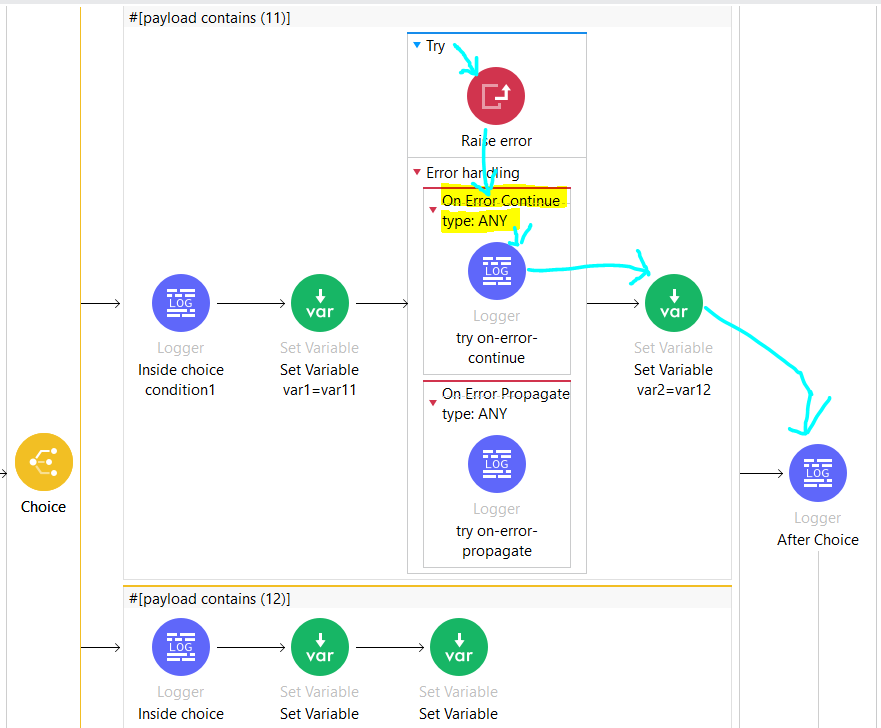 #[payload contains (11)]
Try
Raise error
Error handling
On Error Continue
type: ANY
LOG
Logger
try on-error-
continue
On Error Propagate
type: ANY
LOG
Logger
try on-error-
propagate
LOG
Logger
Inside choice
condition1
var
Set Variable
Set Variable
var1=var11
var
Set Variable
Set Variable
var2=var12
Choice
LOG
Logger
After Choice
#[payload contains (12)]
LOG
Logger
Inside choice
var
Set Variable
Set Variable
var
Set Variable
Set Variable